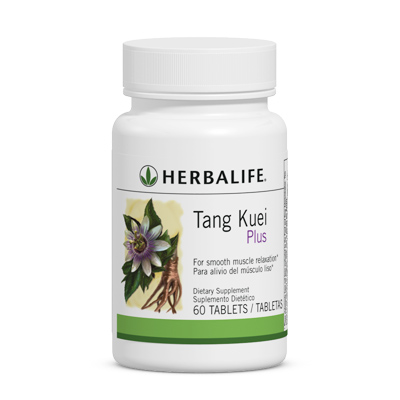 HERBALIFE®
Tang Kuei
Plus
For smooth muscle relaxation*
Para alivio del músculo liso*
Dietary Supplement
Suplemento Dietético
60 TABLETS / TABLETAS